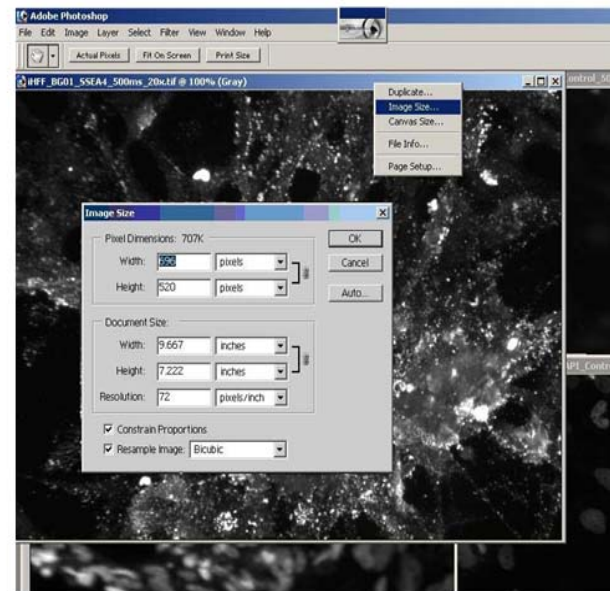 Adobe Photoshop
File Edit Image Layer Select Filter View Window Help
Actual Pixels Fit On Screen Print Size
iHFF_BG01_SSEA4_500ms_20x.tif @ 100% (Gray)
Duplicate...
Image Size...
Canvas Size...
File Info...
Page Setup...
Image Size
Pixel Dimensions: 707K
Width: 696 pixels
Height: 520 pixels
OK
Cancel
Auto...
Document Size:
Width: 9.667 inches
Height: 7.222 inches
Resolution: 72 pixels/inch
Constrain Proportions
Resample Image: Bicubic